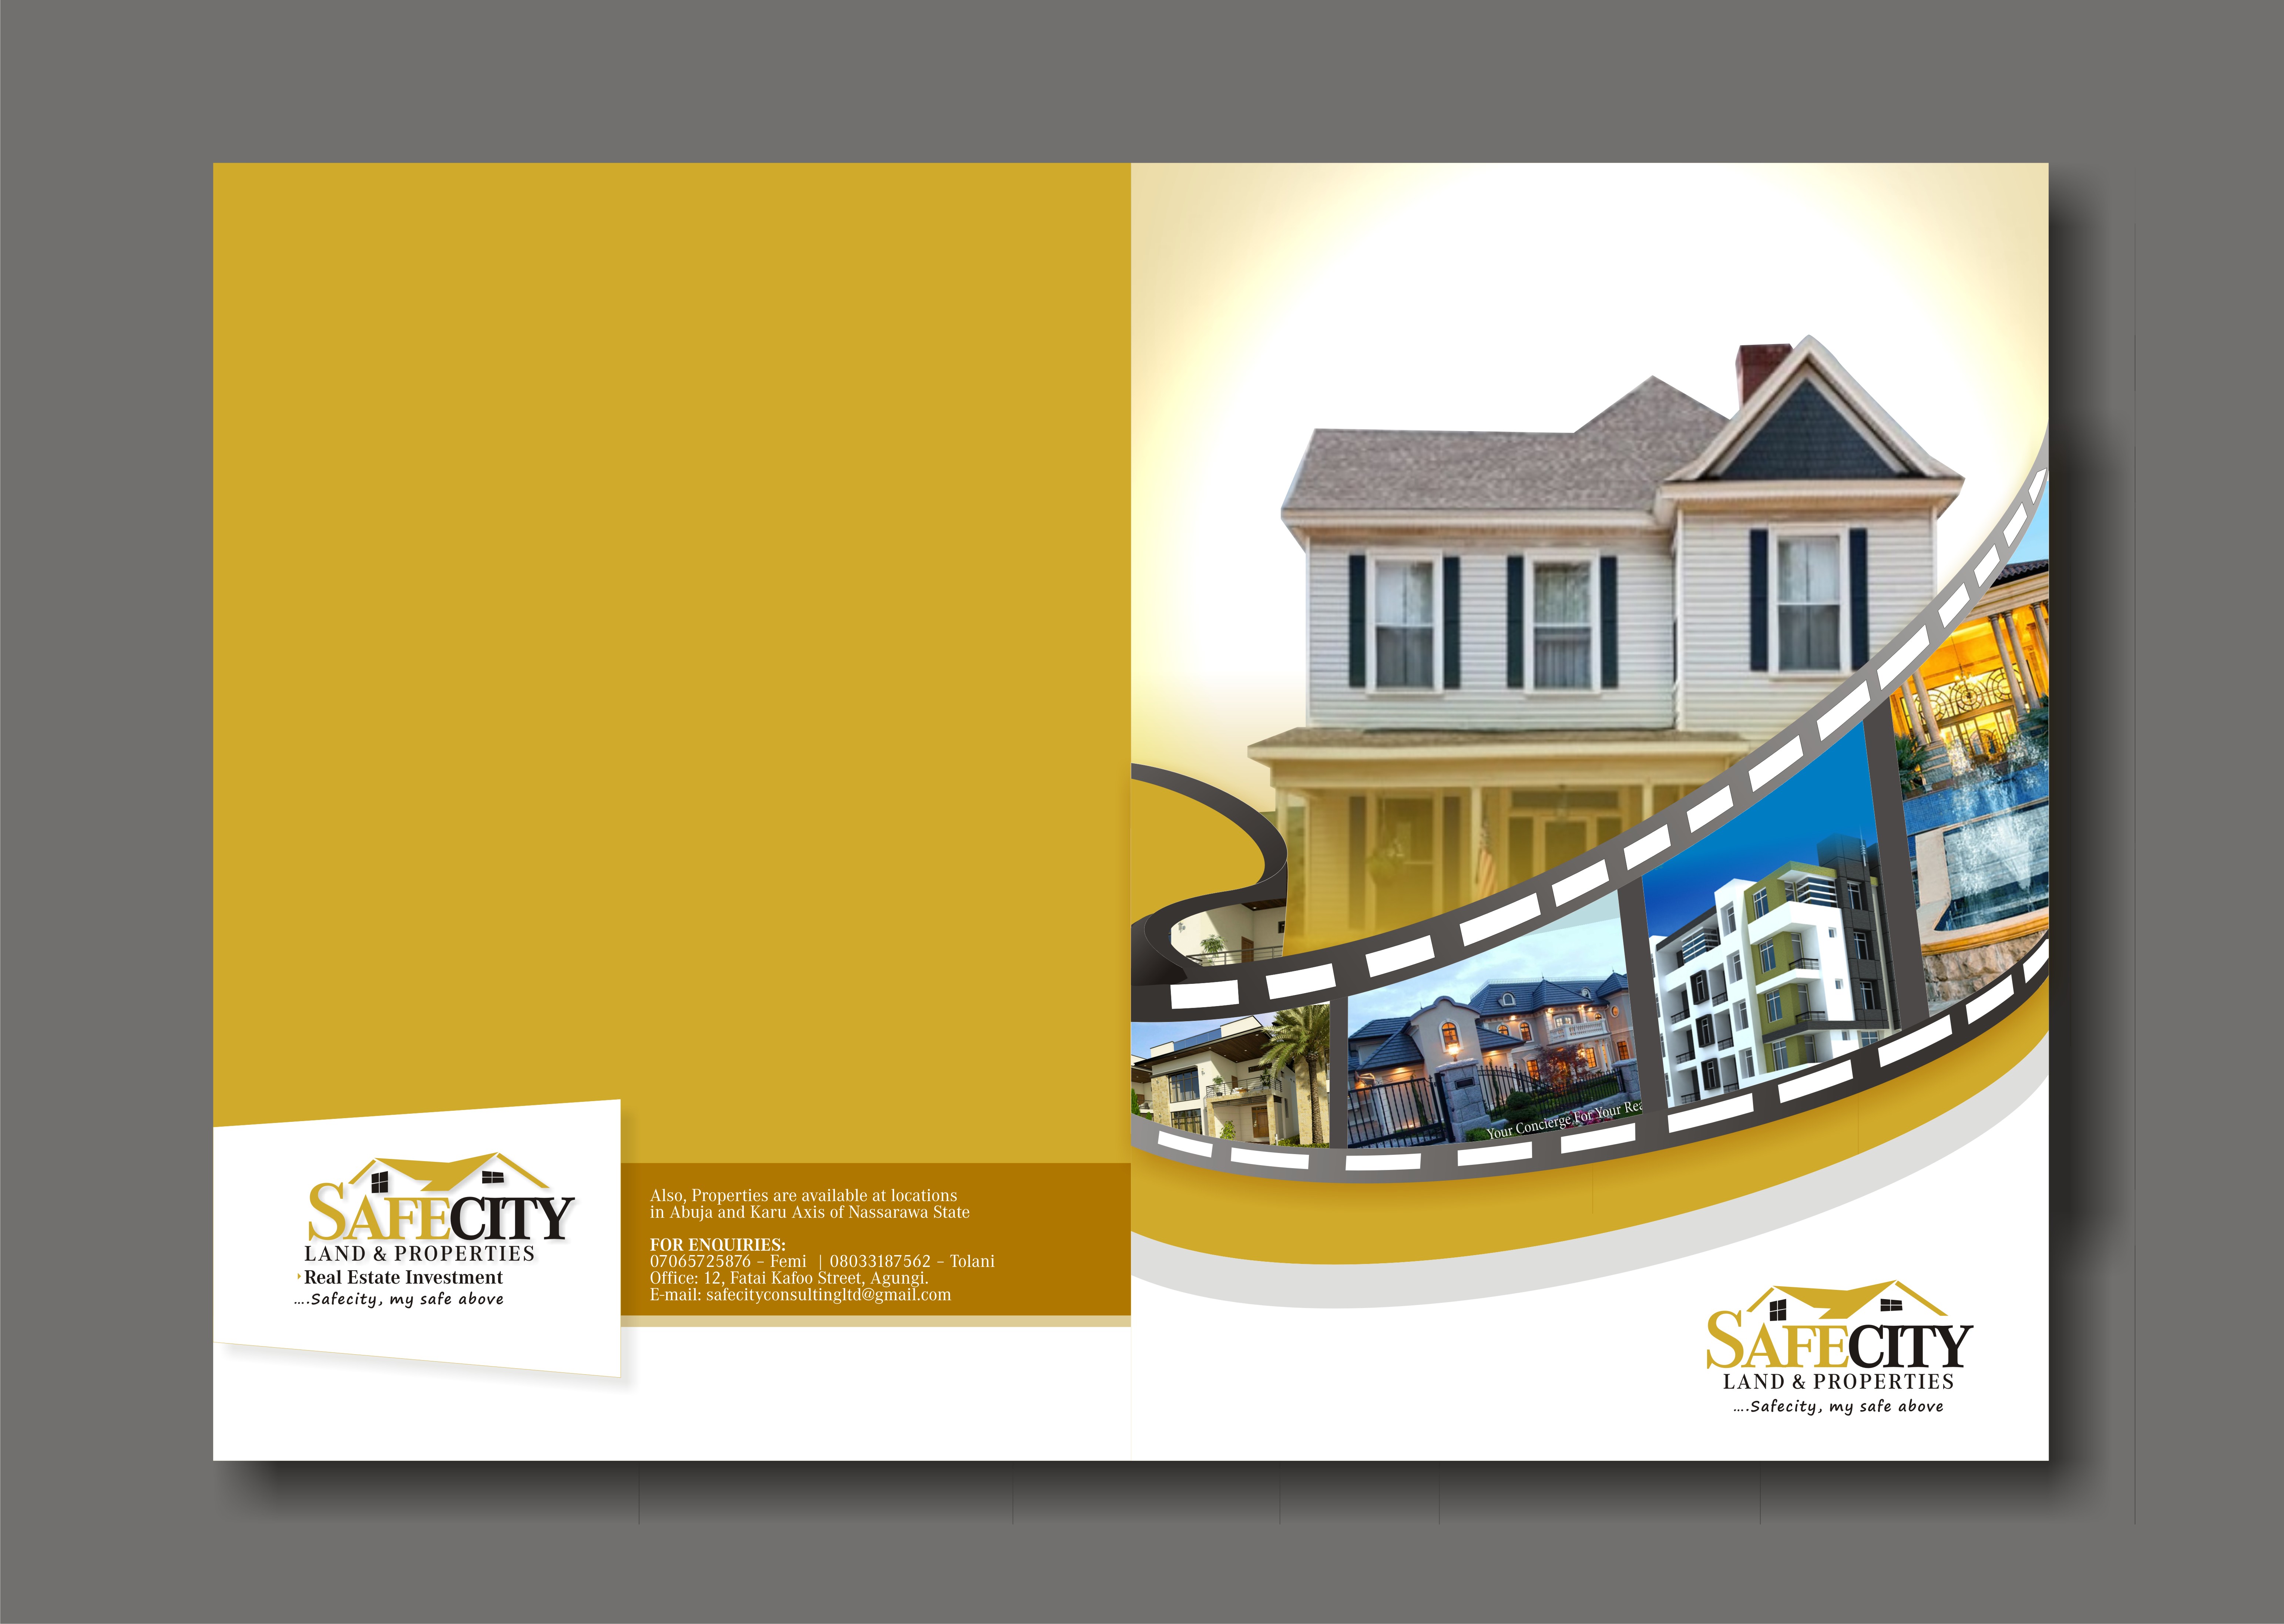 SAFECITY
LAND & PROPERTIES
Real Estate Investment
....Safecity, my safe above
Also, Properties are available at locations
in Abuja and Karu Axis of Nassarawa State
FOR ENQUIRIES:
07065725876 – Femi | 08033187562 – Tolani
Office: 12, Fatai Kafoo Street, Agungi.
E-mail: safecityconsultingltd@gmail.com
Your Concierge For Your Rea
SAFECITY
LAND & PROPERTIES
....Safecity, my safe above